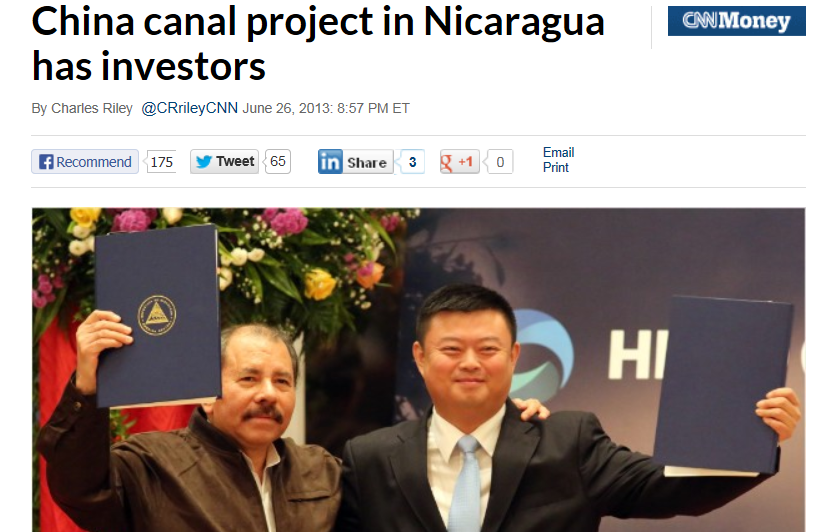 China canal project in Nicaragua
has investors
CNNMoney
By Charles Riley @CRrileyCNN June 26, 2013: 8:57 PM ET
Recommend 175 Tweet 65 in Share 3 g +1 0 Email
Print